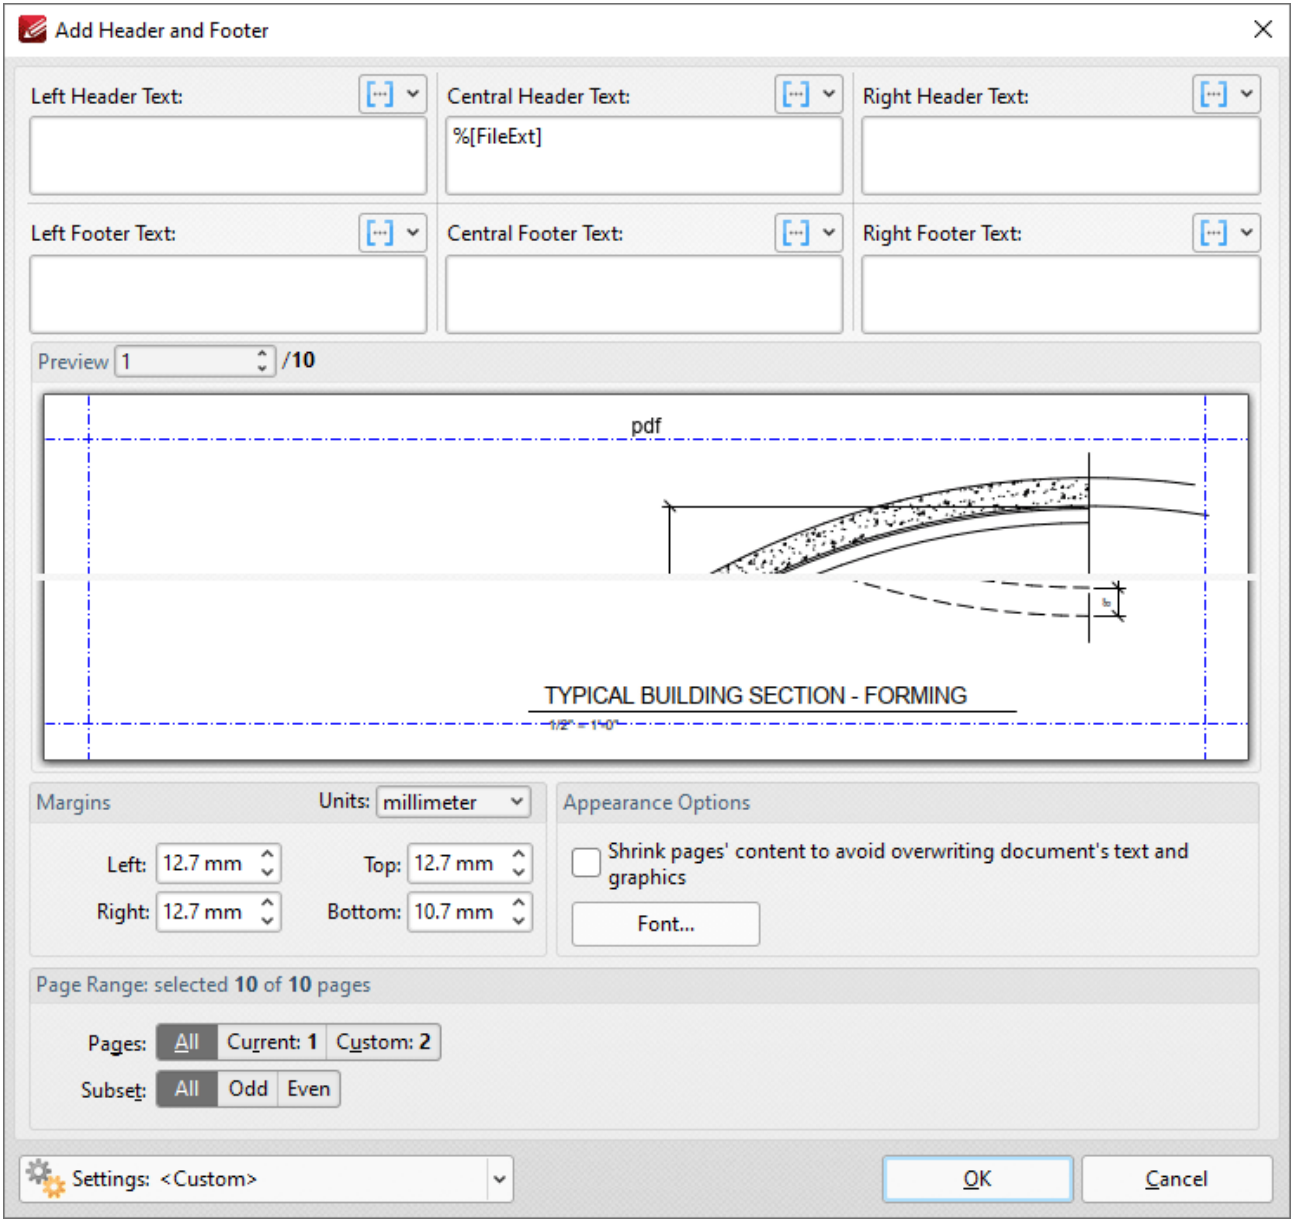 Add Header and Footer
Left Header Text:
Central Header Text:
Right Header Text:
%[FileExt]
Left Footer Text:
Central Footer Text:
Right Footer Text:
Preview 1 /10
pdf
TYPICAL BUILDING SECTION - FORMING
1/2" = 1'-0"
Margins
Units: millimeter
Appearance Options
Left: 12.7 mm
Top: 12.7 mm
Shrink pages' content to avoid overwriting document's text and
graphics
Right: 12.7 mm
Bottom: 10.7 mm
Font...
Page Range: selected 10 of 10 pages
Pages: All Current: 1 Custom: 2
Subset: All Odd Even
Settings: <Custom>
OK
Cancel